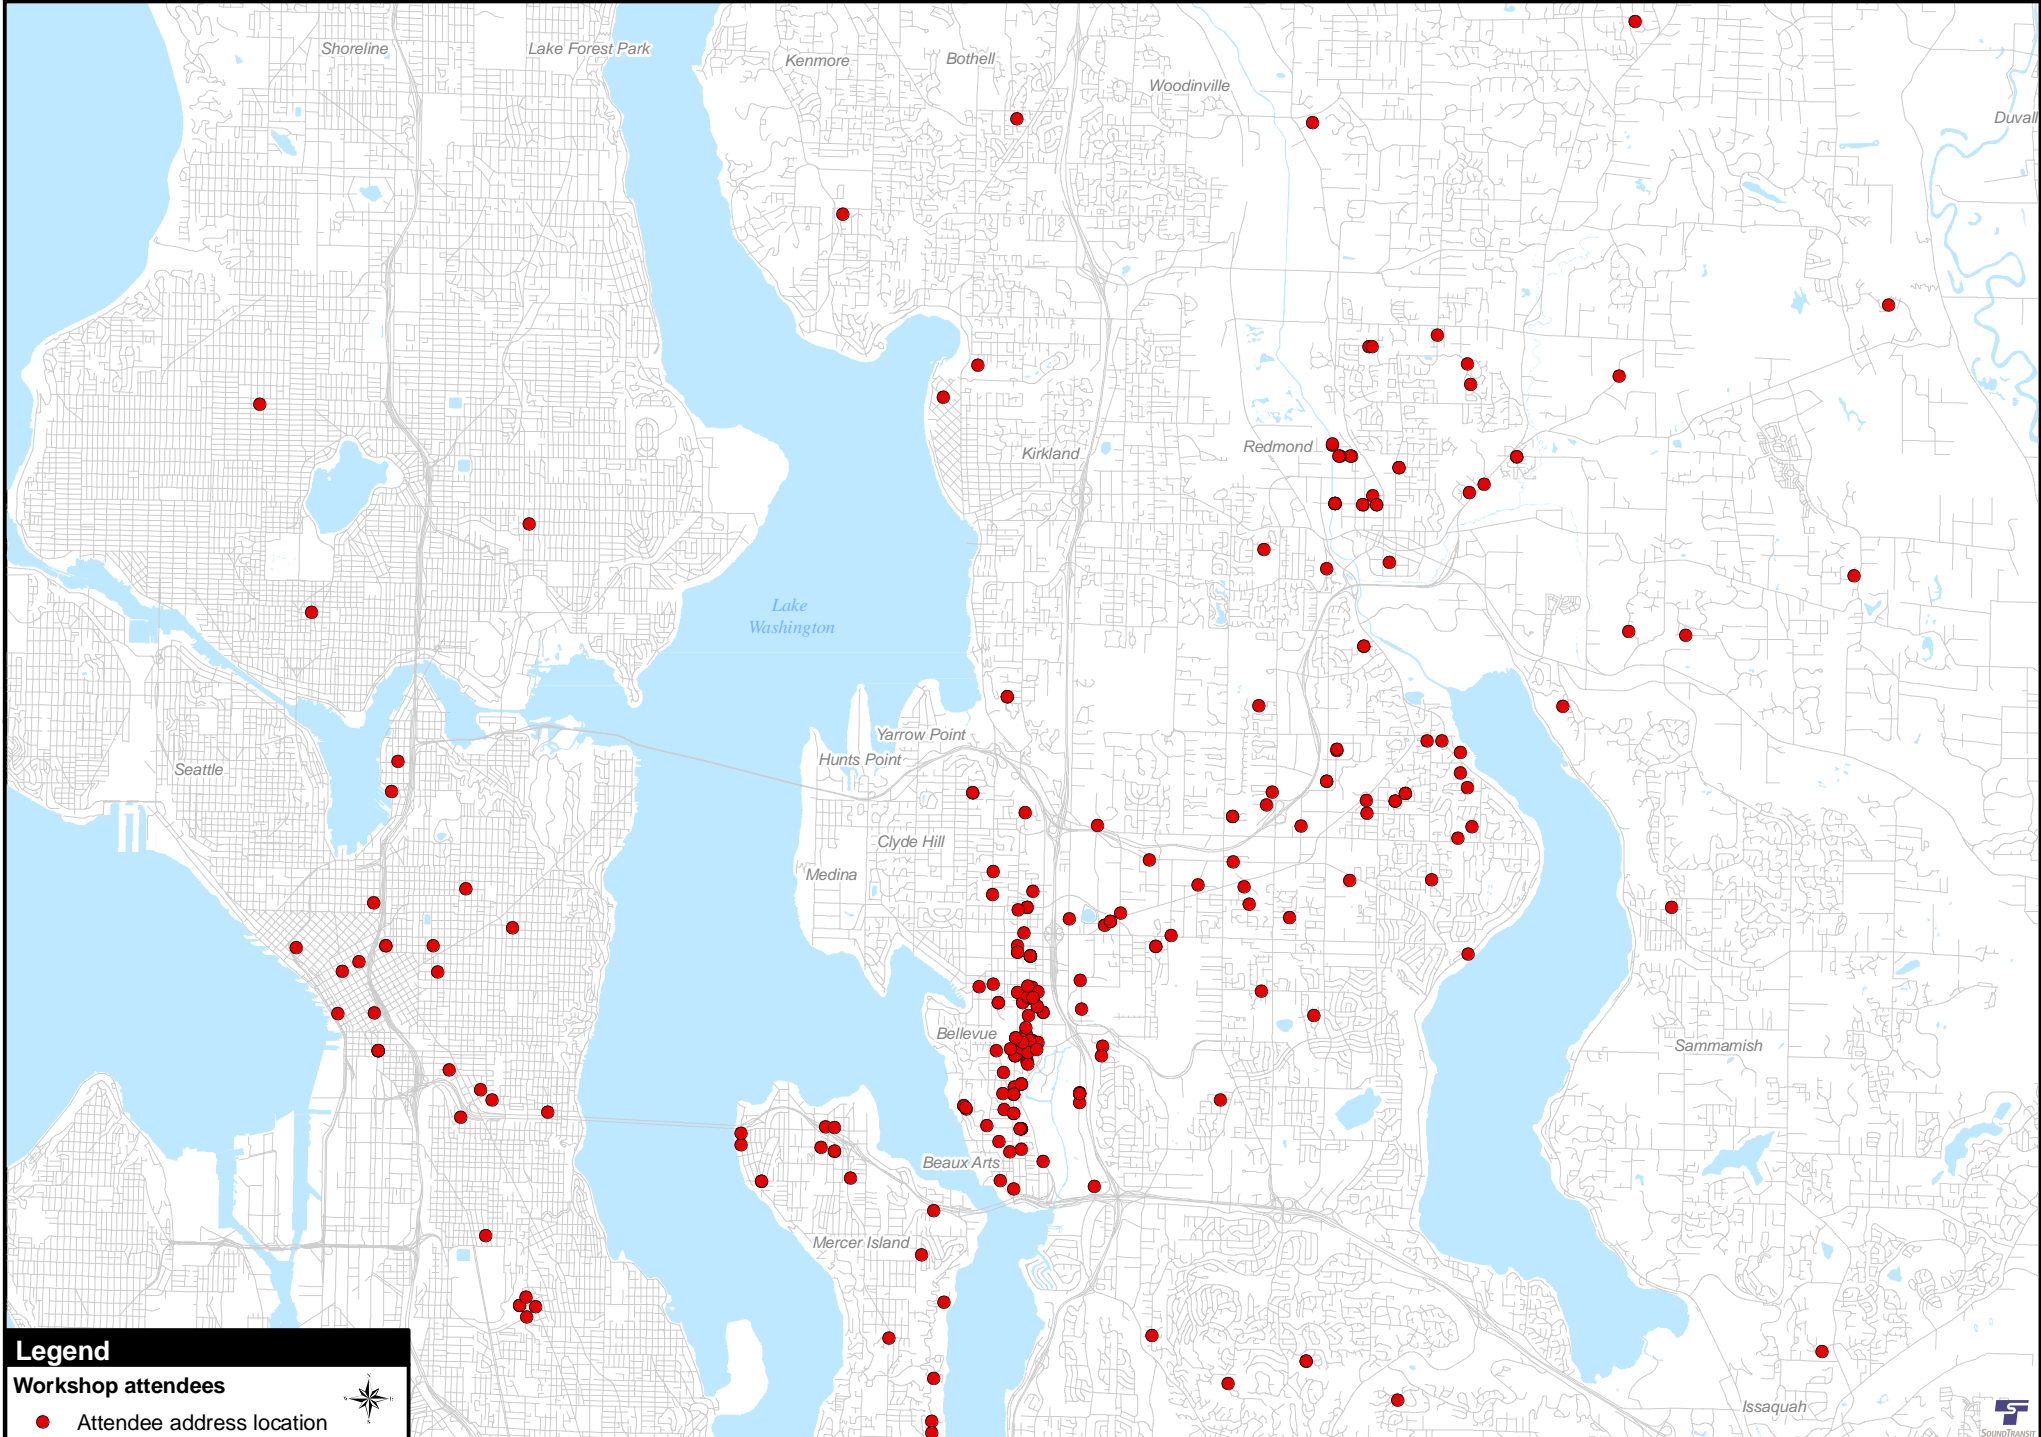 Shoreline
Lake Forest Park
Kenmore
Bothell
Woodinville
Duvall
Kirkland
Redmond
Lake
Washington
Yarrow Point
Hunts Point
Seattle
Clyde Hill
Medina
Bellevue
Sammamish
Beaux Arts
Mercer Island
Issaquah
Legend
Workshop attendees
N
S
E
Attendee address location
SOUNDTRANSIT